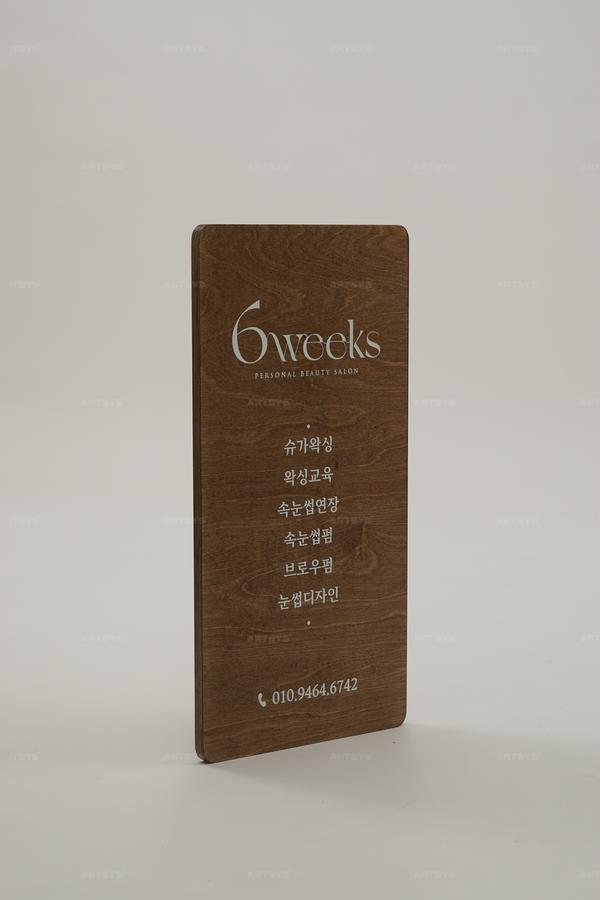 6weeks
PERSONAL BEAUTY SALON
슈가왁싱
왁싱교육
속눈썹연장
속눈썹펌
브로우펌
눈썹디자인
010.9464.6742
ARTSYS